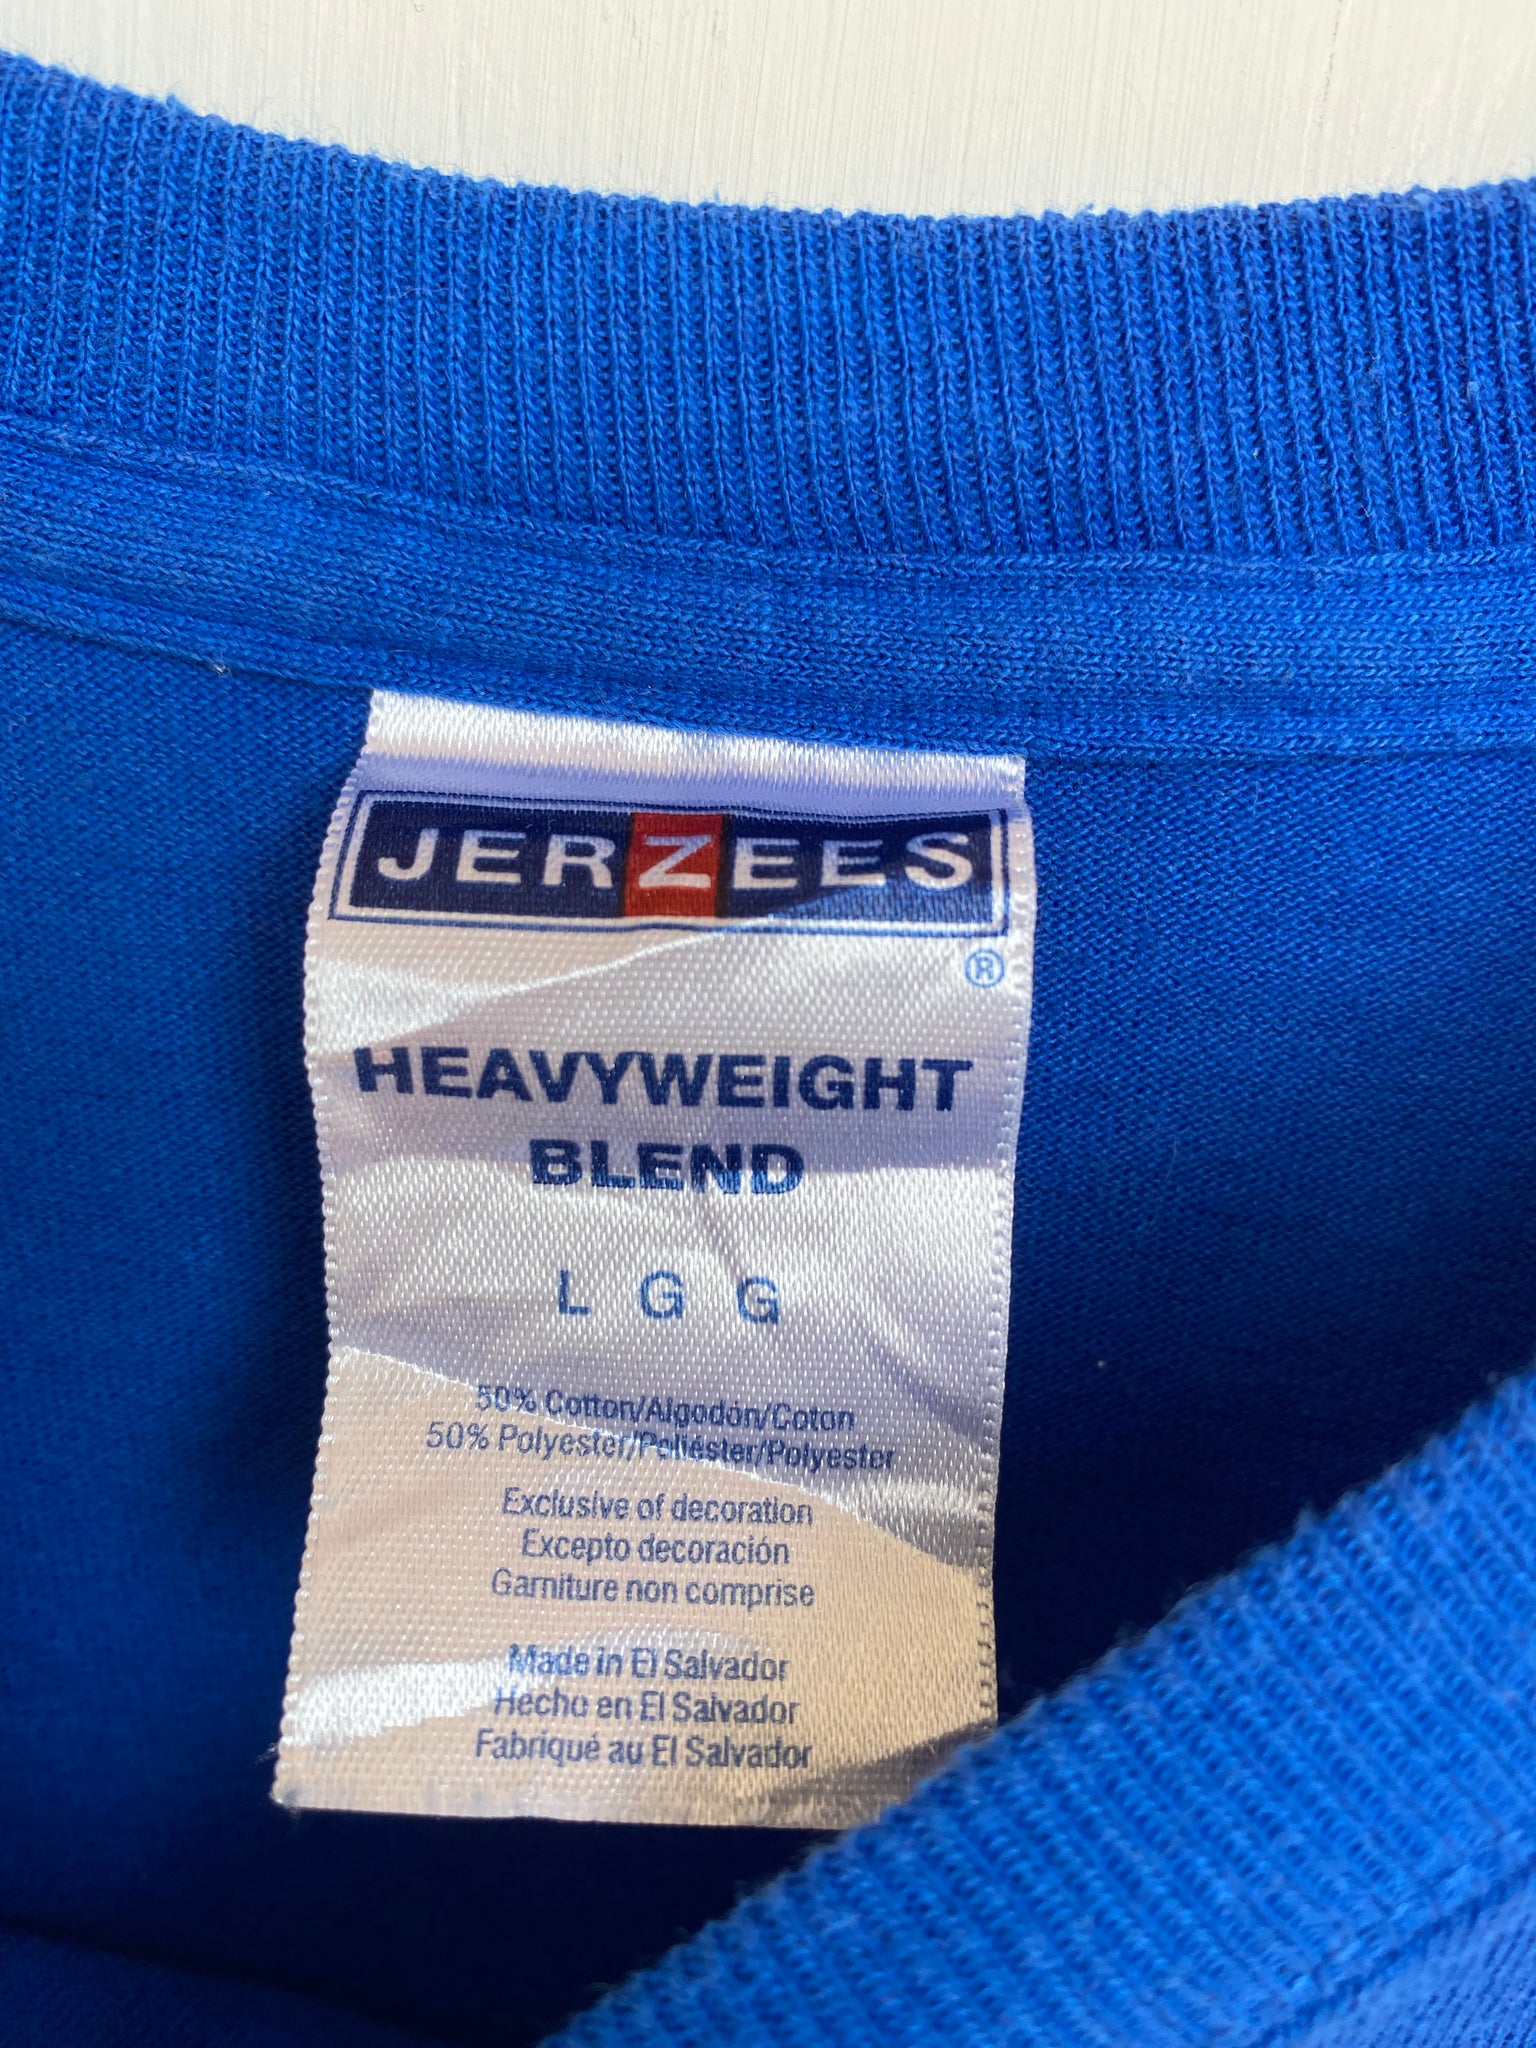 JERZEES
®
HEAVYWEIGHT
BLEND
L G G
50% Cotton/Algodón/Coton
50% Polyester/Poliéster/Polyester
Exclusive of decoration
Excepto decoración
Garniture non comprise
Made in El Salvador
Hecho en El Salvador
Fabriqué au El Salvador